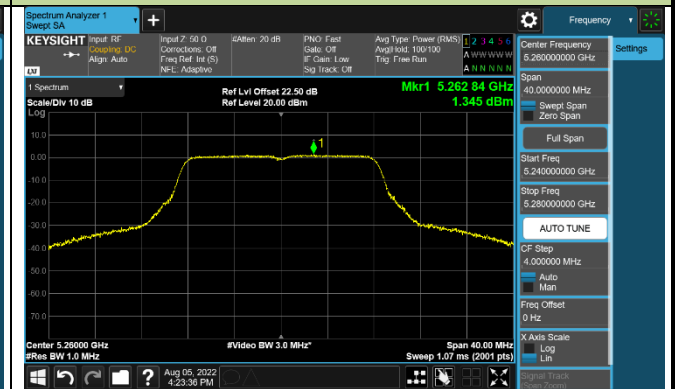 Spectrum Analyzer 1
Swept SA
Frequency
KEYSIGHT
Input: RF
Coupling: DC
Align: Auto
Input Z: 50 Ω
Corrections: Off
Freq Ref: Int (S)
NFE: Adaptive
#Atten: 20 dB
PNO: Fast
Gate: Off
IF Gain: Low
Sig Track: Off
Avg Type: Power (RMS)
Avg|Hold: 100/100
Trig: Free Run
1 2 3 4 5 6
A W W W W W
A N N N N N
LXI
1 Spectrum
Scale/Div 10 dB
Log
Ref Lvl Offset 22.50 dB
Ref Level 20.00 dBm
Mkr1 5.262 84 GHz
1.345 dBm
10.0
0.00
-10.0
-20.0
-30.0
-40.0
-50.0
-60.0
-70.0
1
Center 5.26000 GHz
#Res BW 1.0 MHz
#Video BW 3.0 MHz*
Span 40.00 MHz
Sweep 1.07 ms (2001 pts)
Aug 05, 2022
4:23:36 PM
Center Frequency
5.260000000 GHz
Settings
Span
40.0000000 MHz
Swept Span
Zero Span
Full Span
Start Freq
5.240000000 GHz
Stop Freq
5.280000000 GHz
AUTO TUNE
CF Step
4.000000 MHz
Auto
Man
Freq Offset
0 Hz
X Axis Scale
Log
Lin
Signal Track
(Span Zoom)